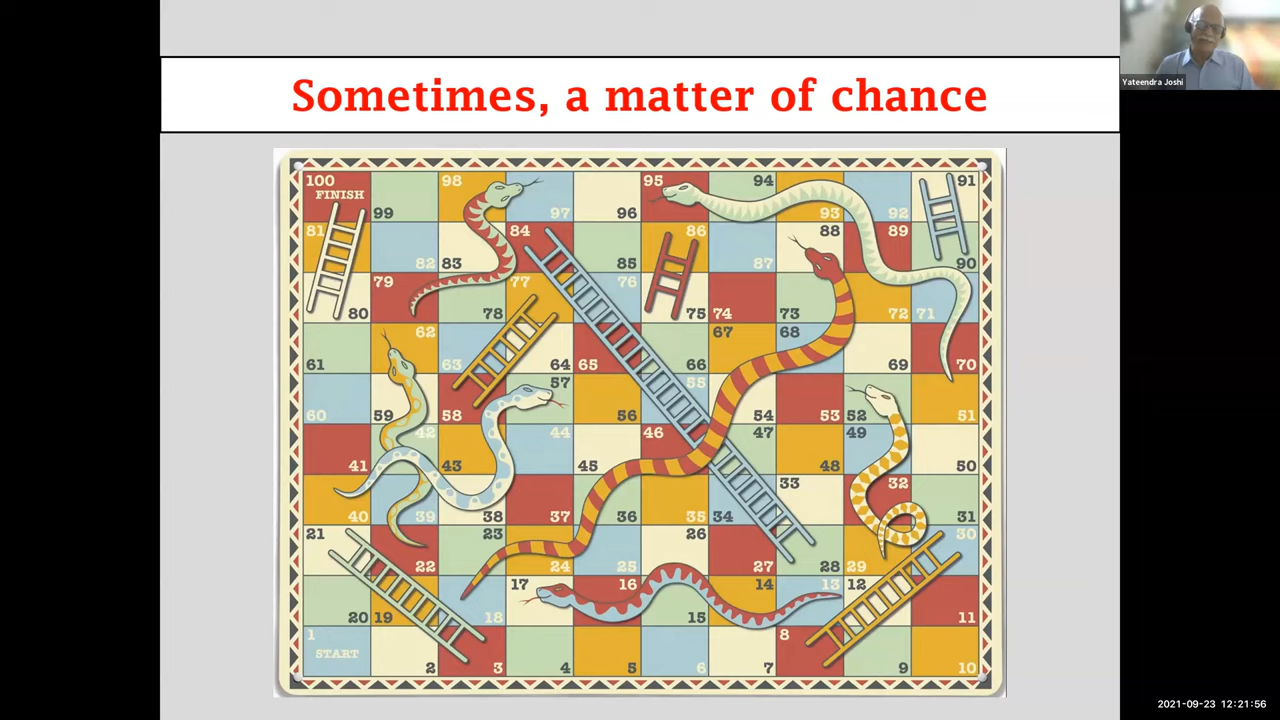 Sometimes, a matter of chance
Yateendra Joshi
100 98 97 96 95 94 93 92 91
FINISH 99
81 82 83 84 85 86 87 88 89 90
80 79 78 77 76 75 74 73 72 71
61 62 63 64 65 66 67 68 69 70
60 59 58 57 56 55 54 53 52 51
41 42 43 44 45 46 47 48 49 50
40 39 38 37 36 35 34 33 32 31
21 22 23 24 25 26 27 28 29 30
20 19 18 17 16 15 14 13 12 11
1 2 3 4 5 6 7 8 9 10
START
2021-09-23 12:21:56